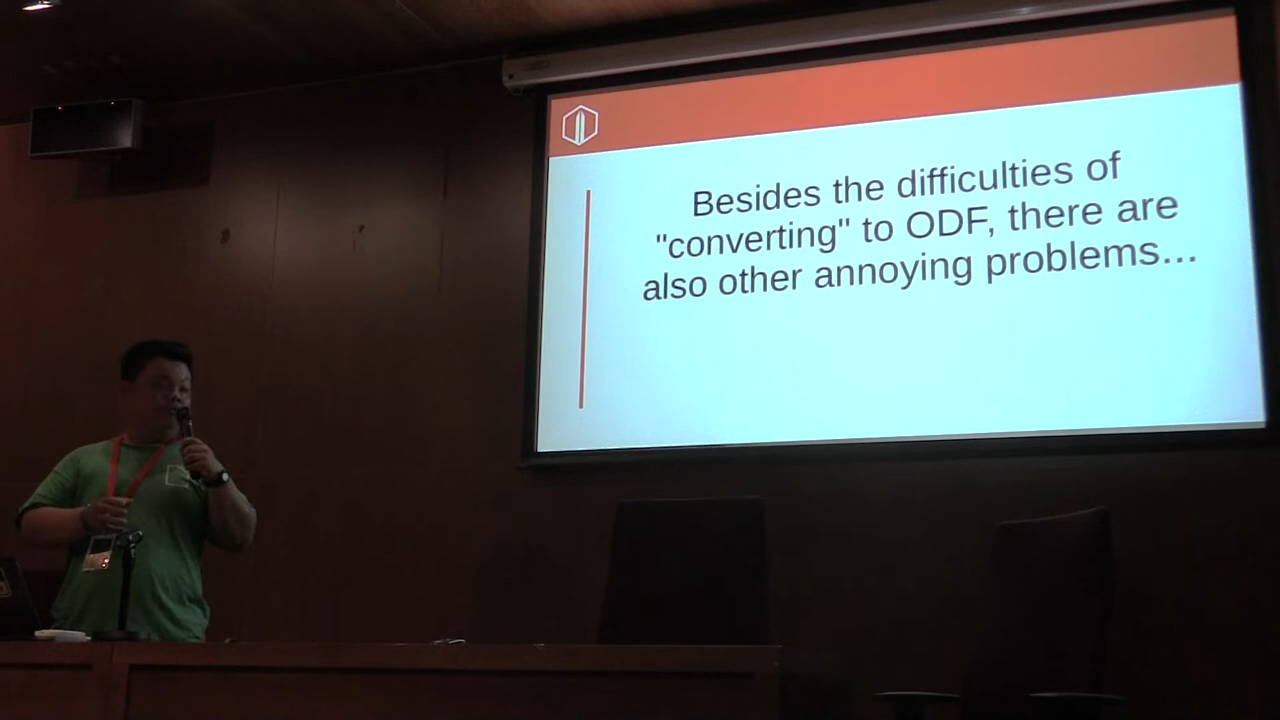 Besides the difficulties of
"converting" to ODF, there are
also other annoying problems...